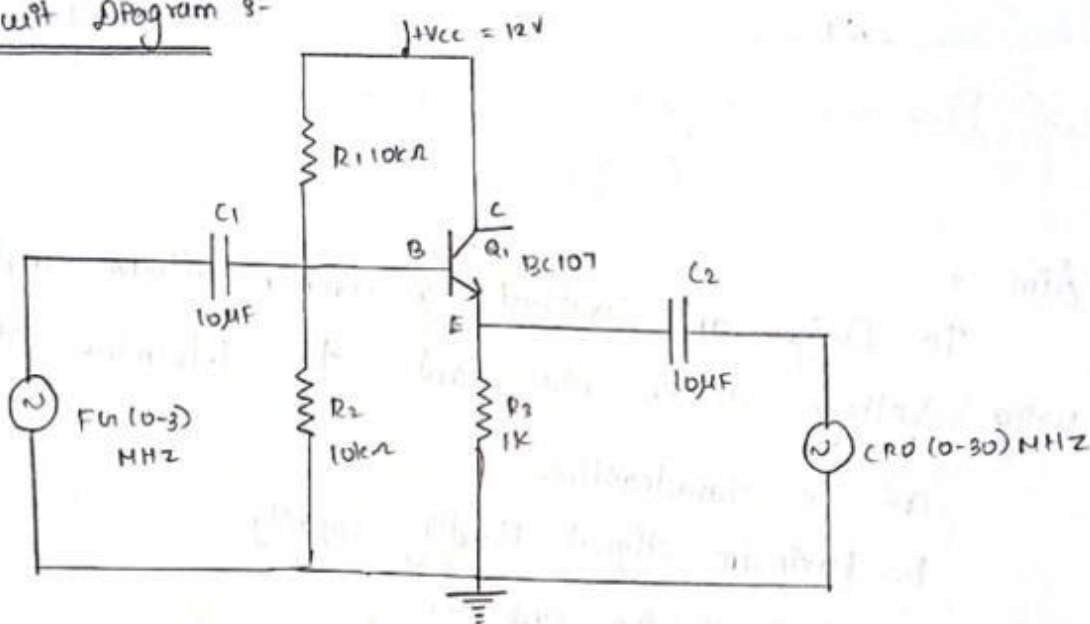 Diagram :-
+Vcc = 12V
R1 10kΩ
C1
10μF
B
C
Q1
BC107
E
C2
10μF
FG (0-3)
MHZ
R2
10kΩ
R3
1K
CRO (0-30) MHZ